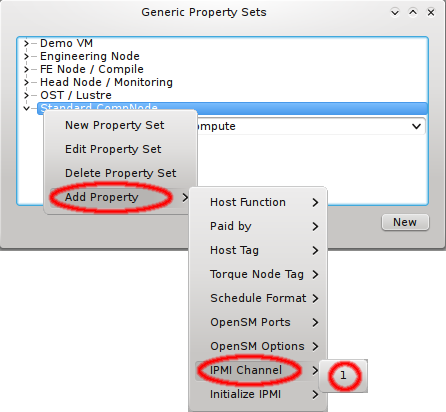 Generic Property Sets
Demo VM
Engineering Node
FE Node / Compile
Head Node / Monitoring
OST / Lustre
Standard CompNode
ompute
New Property Set
Edit Property Set
Delete Property Set
Add Property
New
Host Function
Paid by
Host Tag
Torque Node Tag
Schedule Format
OpenSM Ports
OpenSM Options
IPMI Channel
1
Initialize IPMI